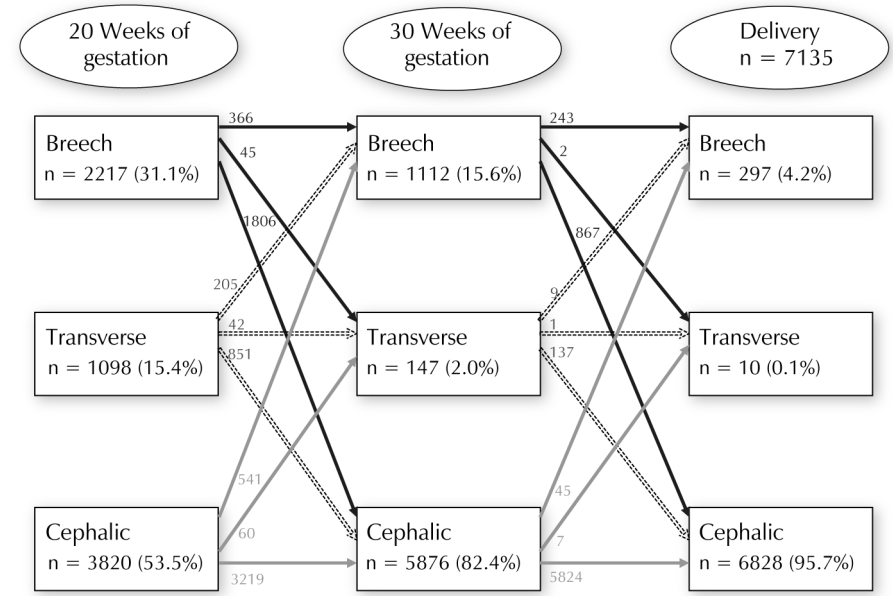 20 Weeks of
gestation
30 Weeks of
gestation
Delivery
n = 7135
366
243
Breech
n = 2217 (31.1%)
45
Breech
n = 1112 (15.6%)
2
Breech
n = 297 (4.2%)
1806
867
205
9
Transverse
n = 1098 (15.4%)
42
851
Transverse
n = 147 (2.0%)
1
137
Transverse
n = 10 (0.1%)
541
45
Cephalic
n = 3820 (53.5%)
60
3219
Cephalic
n = 5876 (82.4%)
7
5824
Cephalic
n = 6828 (95.7%)